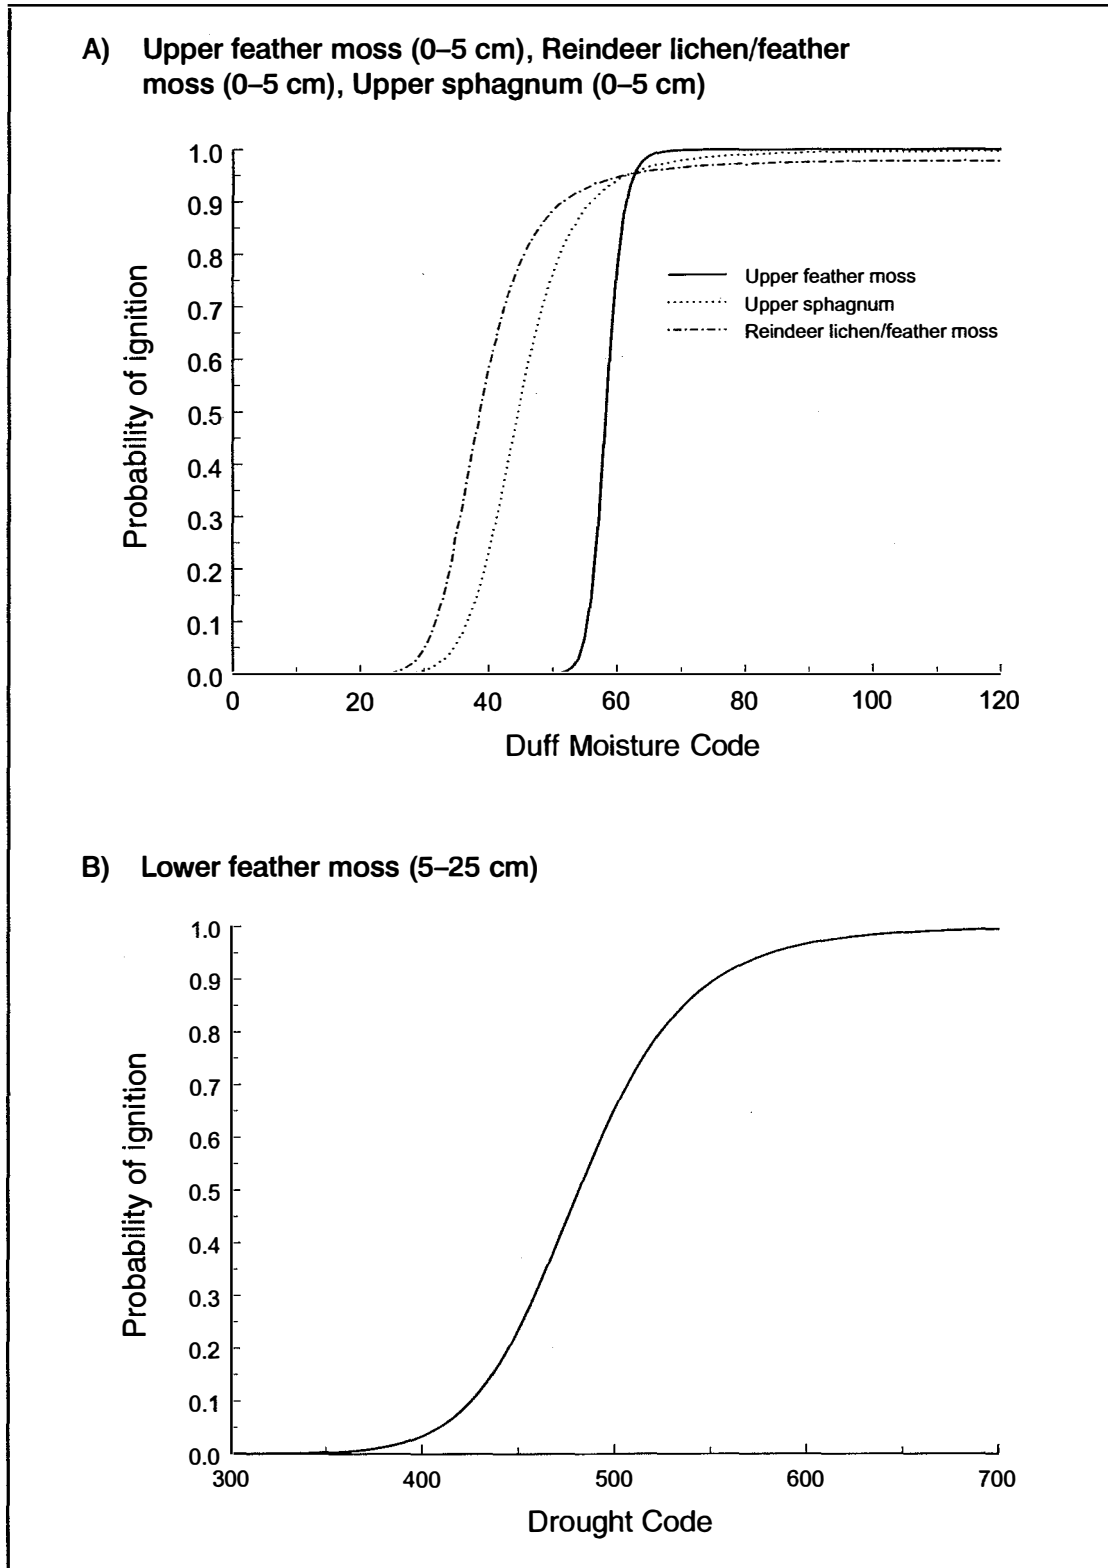 A) Upper feather moss (0–5 cm), Reindeer lichen/feather
moss (0–5 cm), Upper sphagnum (0–5 cm)
1.0
0.9
0.8
0.7
0.6
0.5
0.4
0.3
0.2
0.1
0.0
Probability of ignition
Upper feather moss
Upper sphagnum
Reindeer lichen/feather moss
0 20 40 60 80 100 120
Duff Moisture Code
B) Lower feather moss (5–25 cm)
1.0
0.9
0.8
0.7
0.6
0.5
0.4
0.3
0.2
0.1
0.0
Probability of ignition
300 400 500 600 700
Drought Code